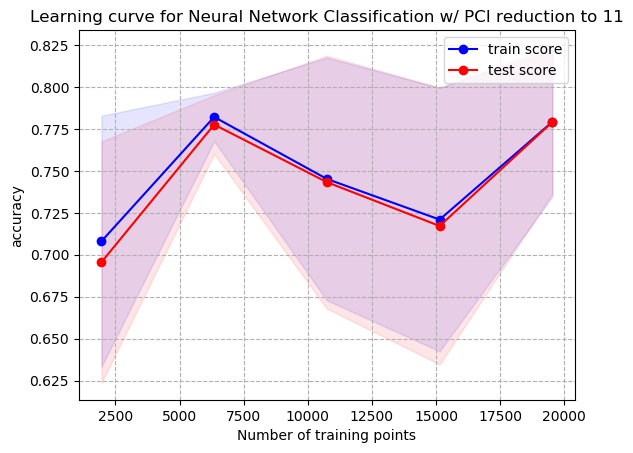 Learning curve for Neural Network Classification w/ PCI reduction to 11
0.825
0.800
0.775
0.750
0.725
0.700
0.675
0.650
0.625
accuracy
train score
test score
2500 5000 7500 10000 12500 15000 17500 20000
Number of training points